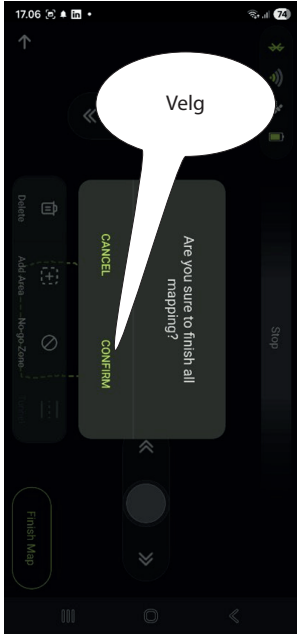 17.06
74
Velg
Stop
Are you sure to finish all
mapping?
CANCEL
CONFIRM
Delete
Add Area
No-go Zone
Finish Map